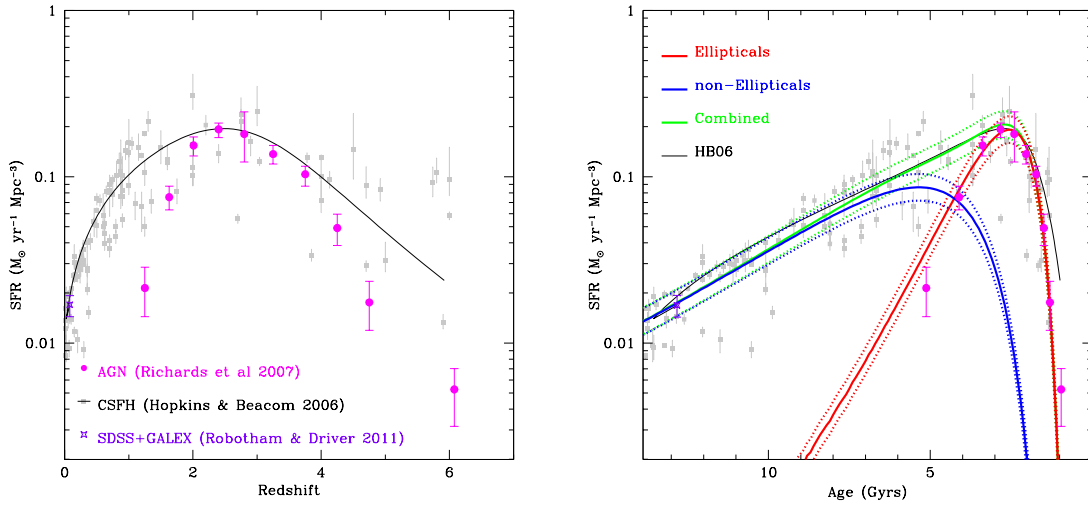 1
0.1
0.01
SFR (M⊙ yr⁻¹ Mpc⁻³)
AGN (Richards et al 2007)
CSFH (Hopkins & Beacom 2006)
SDSS+GALEX (Robotham & Driver 2011)
0 2 4 6
Redshift
1
0.1
0.01
SFR (M⊙ yr⁻¹ Mpc⁻³)
Ellipticals
non-Ellipticals
Combined
HB06
10 5
Age (Gyrs)